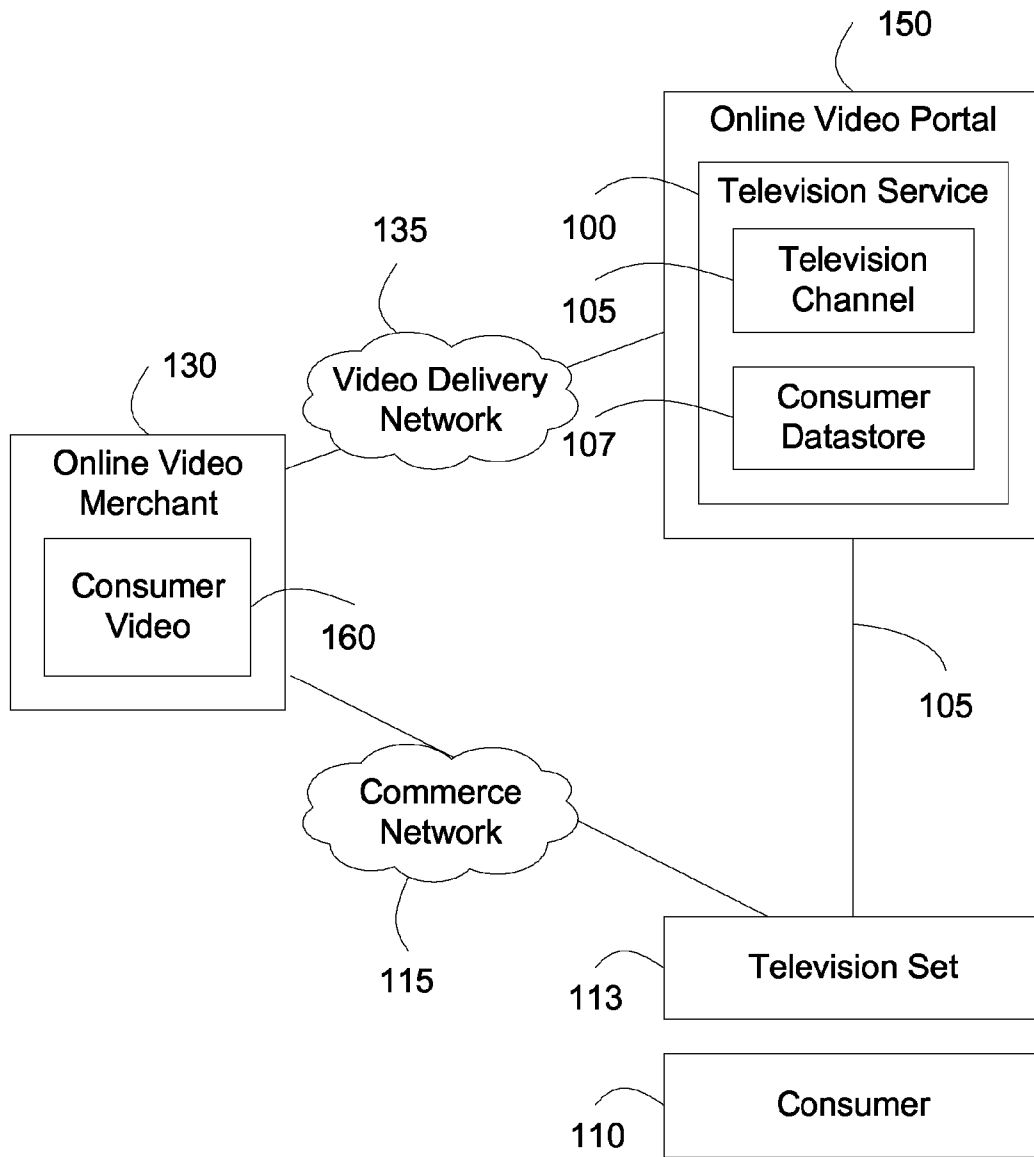 150
Online Video Portal
Television Service
100
Television
Channel
105
135
Consumer
Datastore
107
Video Delivery
Network
130
Online Video
Merchant
Consumer
Video
160
105
Commerce
Network
115
Television Set
113
Consumer
110